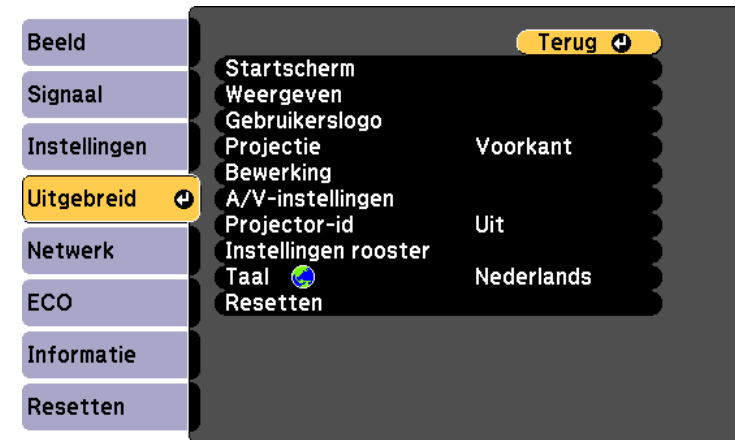 Beeld
Signaal
Instellingen
Uitgebreid
Netwerk
ECO
Informatie
Resetten
Terug
Startscherm
Weergeven
Gebruikerslogo
Projectie Voorkant
Bewerking
A/V-instellingen
Projector-id Uit
Instellingen rooster
Taal Nederlands
Resetten